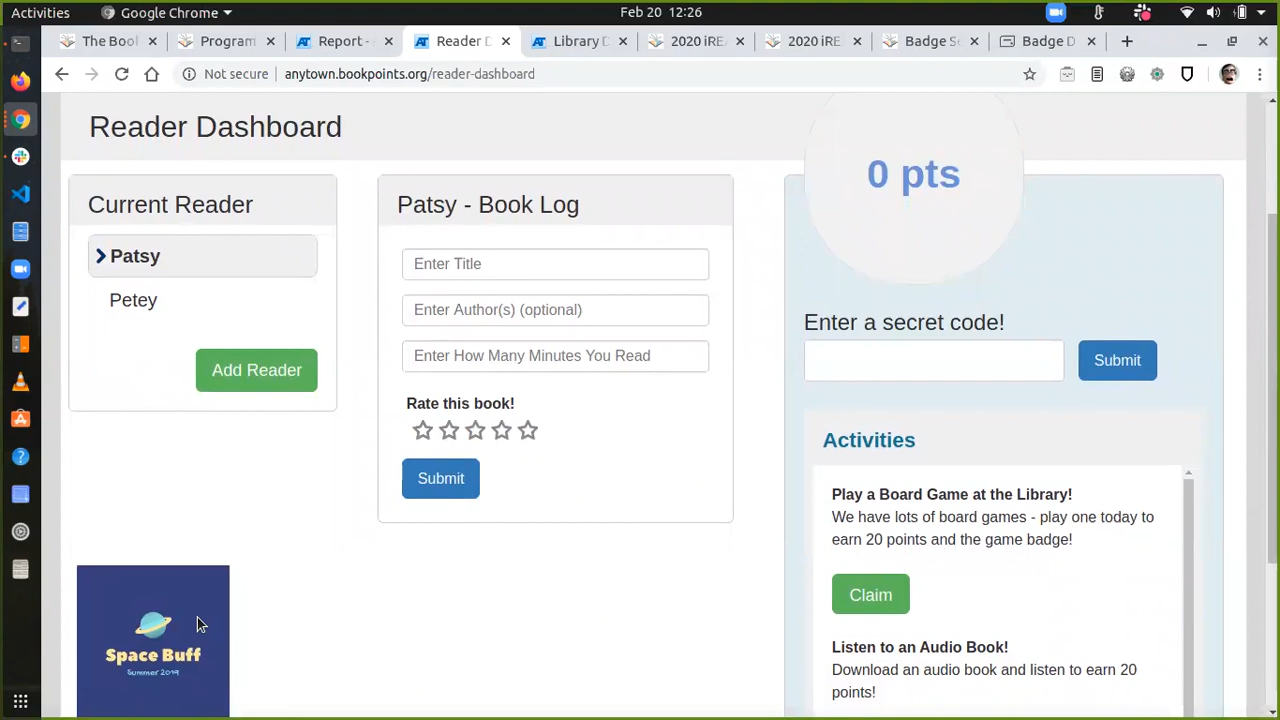 Activities
Google Chrome
Feb 20 12:26
The Bool
Program
Report -
Reader D
Library D
2020 iRE
2020 iRE
Badge Se
Badge D
Not secure
anytown.bookpoints.org/reader-dashboard
Reader Dashboard
0 pts
Current Reader
Patsy
Petey
Add Reader
Patsy - Book Log
Enter Title
Enter Author(s) (optional)
Enter How Many Minutes You Read
Rate this book!
Submit
Enter a secret code!
Submit
Activities
Play a Board Game at the Library!
We have lots of board games - play one today to
earn 20 points and the game badge!
Claim
Listen to an Audio Book!
Download an audio book and listen to earn 20
points!
Space Buff
Summer 2019